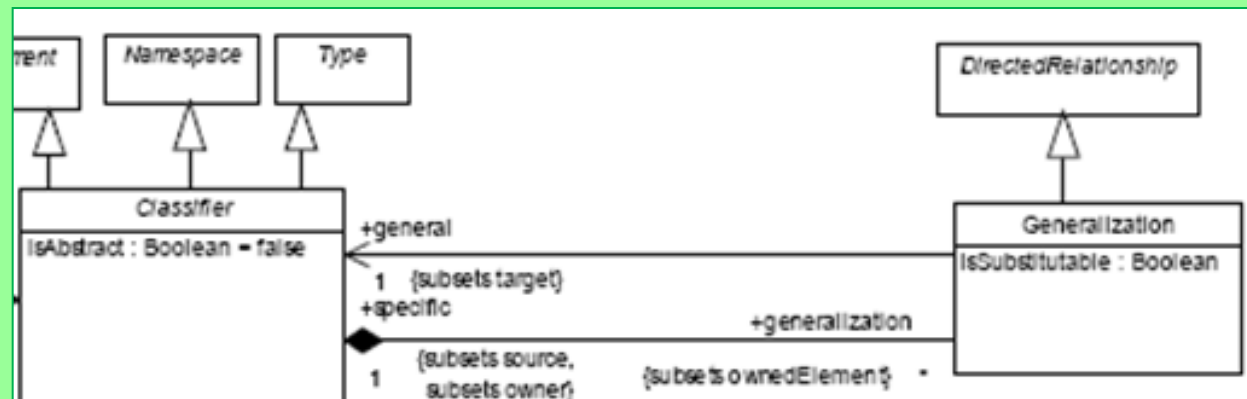 ment
Namespace
Type
DirectedRelationship
Classifier
isAbstract : Boolean = false
Generalization
isSubstitutable : Boolean
+general
1 {subsets target}
+specific
+generalization
1 {subsets source,
subsets owner}
{subsets ownedElement} *